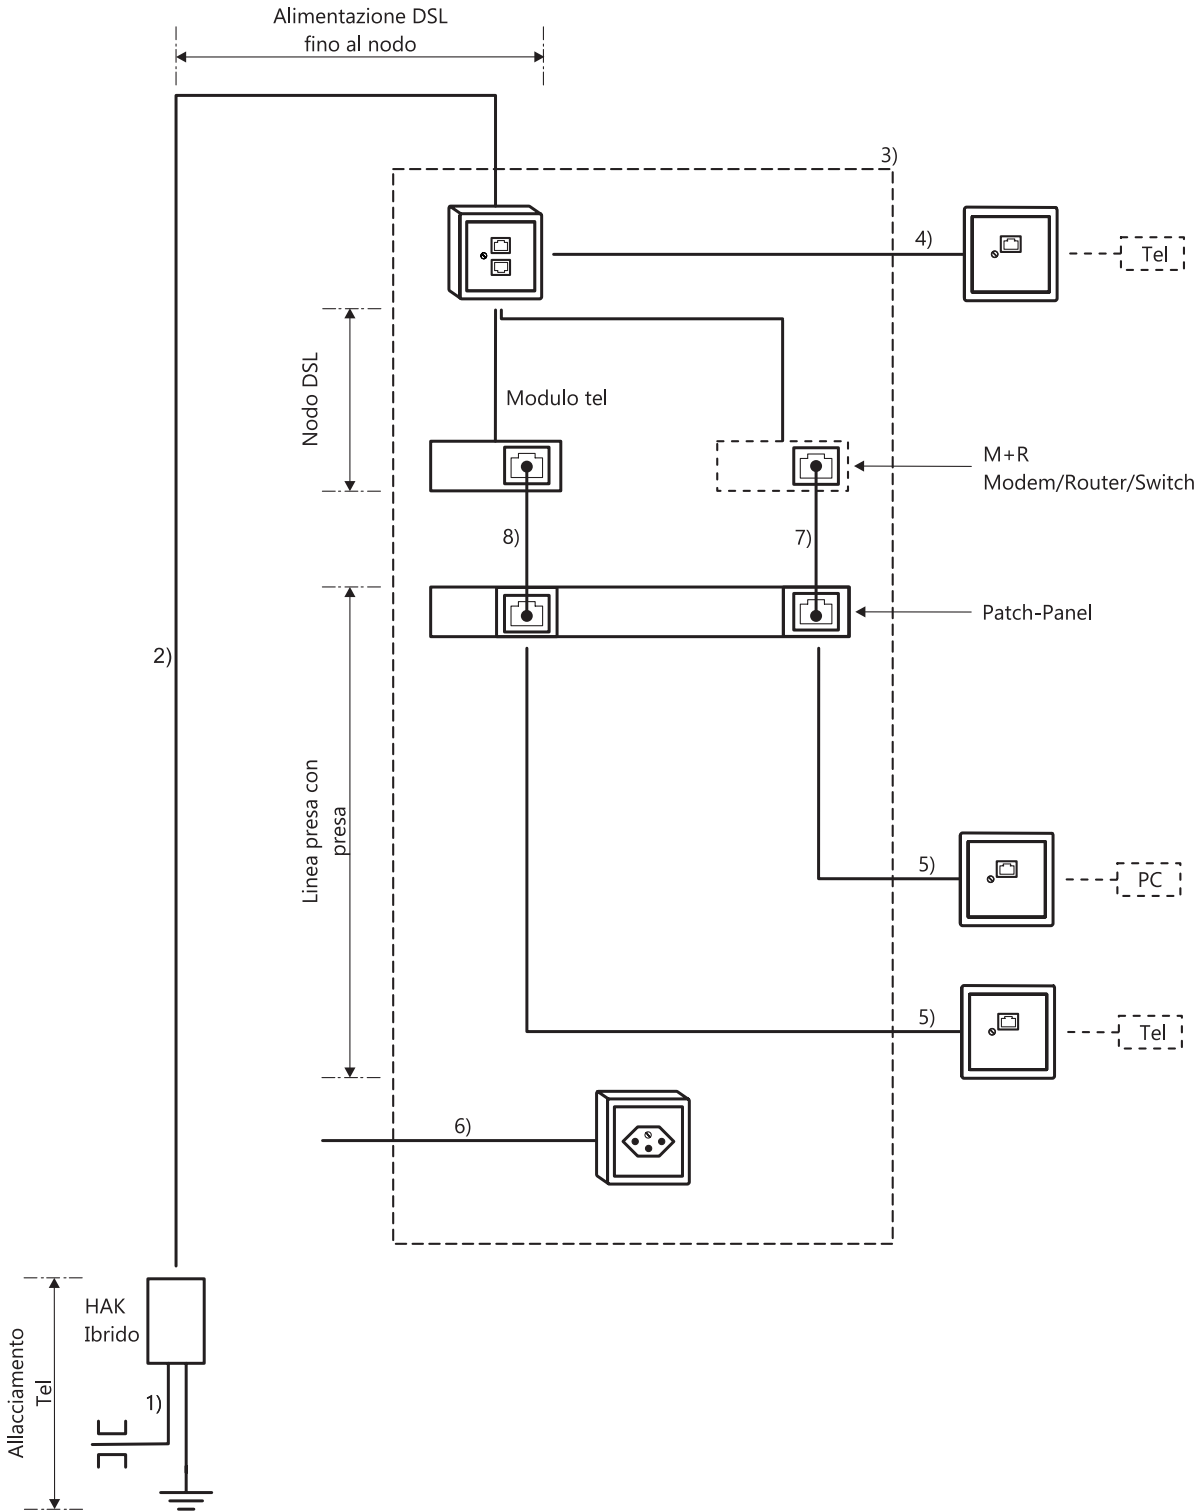 Alimentazione DSL
fino al nodo
3)
4)
Tel
Nodo DSL
Modulo tel
M+R
Modem/Router/Switch
8)
7)
Patch-Panel
2)
Linea presa con
presa
5)
PC
5)
Tel
6)
HAK
Ibrido
1)
Allacciamento
Tel